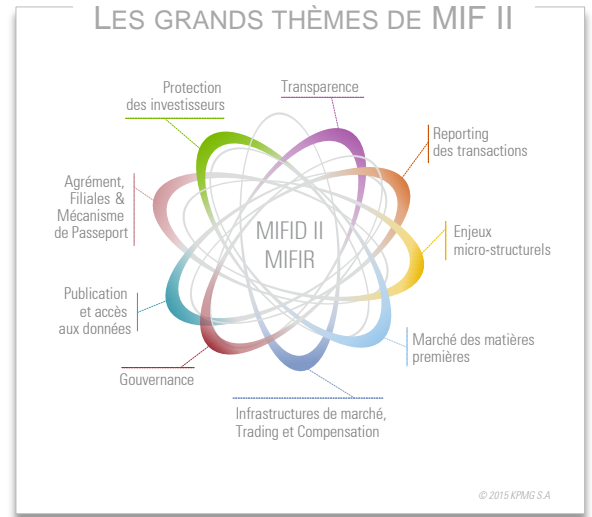 LES GRANDS THÈMES DE MIF II
Protection
des investisseurs
Transparence
Reporting
des transactions
Agrément,
Filiales &
Mécanisme
de Passeport
MIFID II
MIFIR
Enjeux
micro-structurels
Publication
et accès
aux données
Marché des matières
premières
Gouvernance
Infrastructures de marché,
Trading et Compensation
© 2015 KPMG S.A